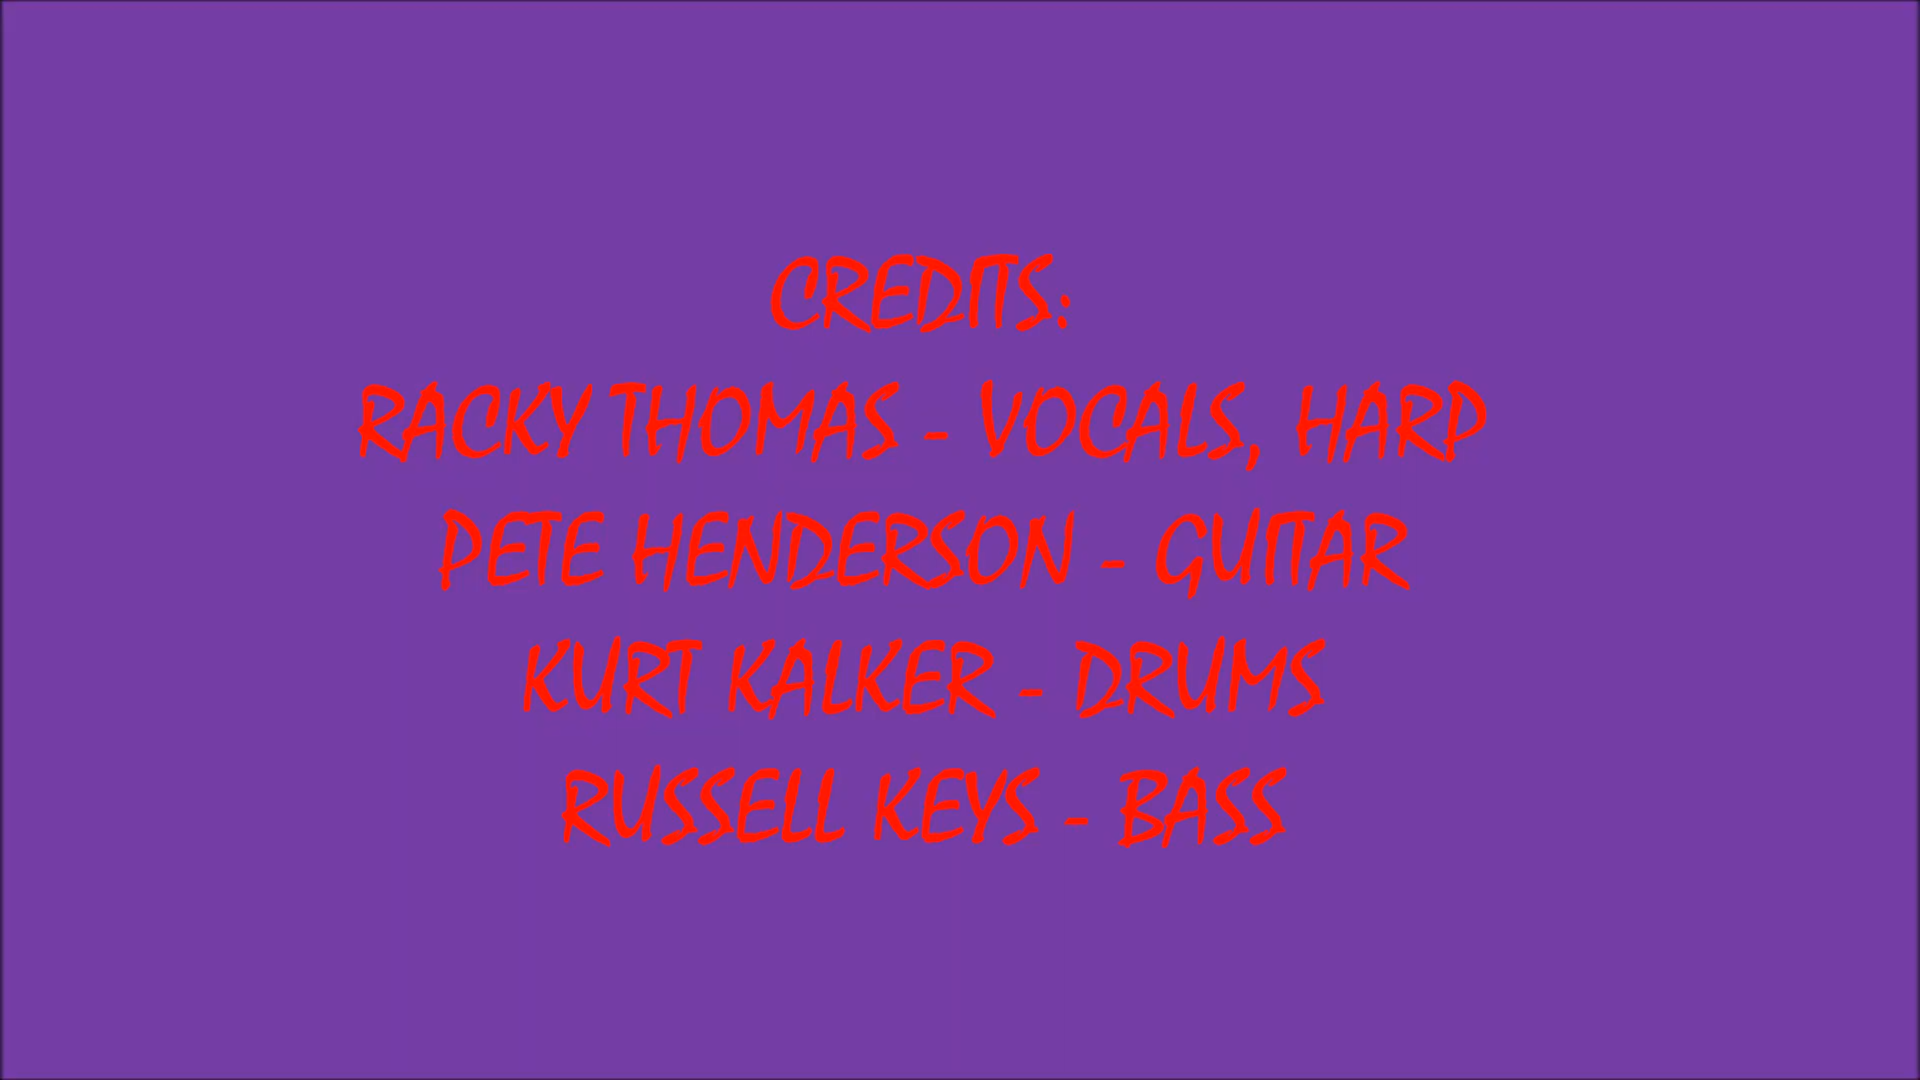 CREDITS:
RACKY THOMAS - VOCALS, HARP
PETE HENDERSON - GUITAR
KURT KALKER - DRUMS
RUSSELL KEYS - BASS